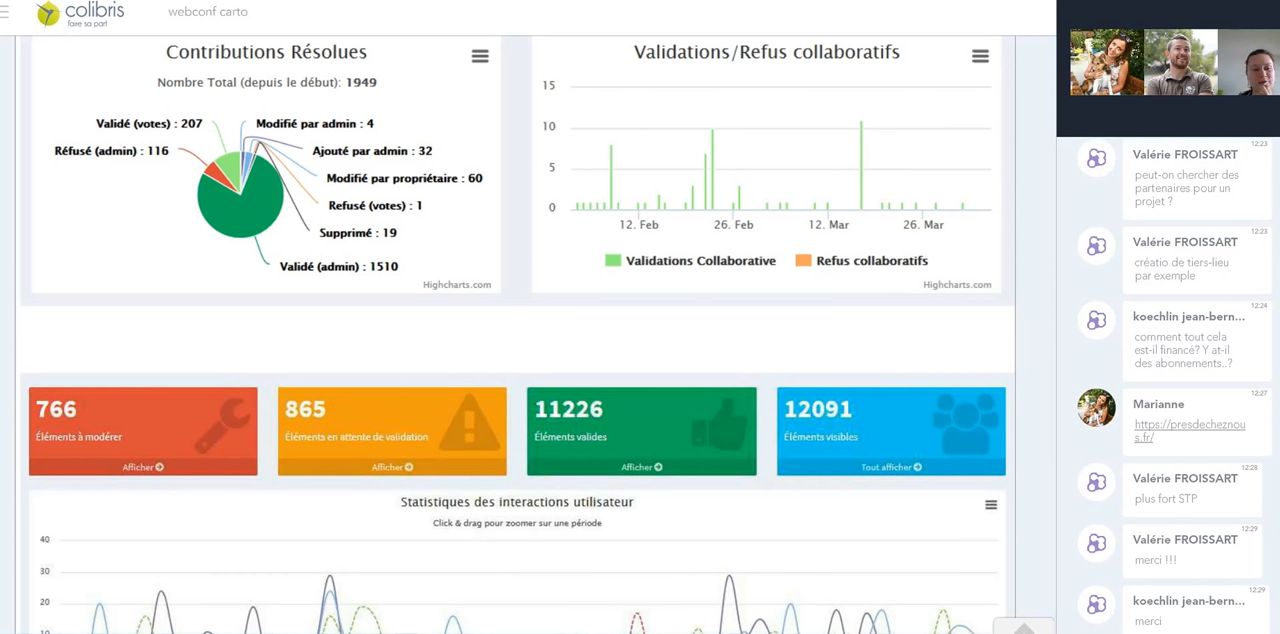 colibris
faire sa part
webconf carto
Contributions Résolues
Nombre Total (depuis le début): 1949
Validé (votes) : 207
Modifié par admin : 4
Réfusé (admin) : 116
Ajouté par admin : 32
Modifié par propriétaire : 60
Refusé (votes) : 1
Supprimé : 19
Validé (admin) : 1510
Highcharts.com
Validations/Refus collaboratifs
15
10
5
0
12. Feb
26. Feb
12. Mar
26. Mar
Validations Collaborative
Refus collaboratifs
Highcharts.com
766
Éléments à modérer
Afficher
865
Éléments en attente de validation
Afficher
11226
Éléments valides
Afficher
12091
Éléments visibles
Tout afficher
Statistiques des interactions utilisateur
Click & drag pour zoomer sur une période
40
30
20
10
12:23
Valérie FROISSART
peut-on chercher des
partenaires pour un
projet ?
12:23
Valérie FROISSART
créatio de tiers-lieu
par exemple
12:24
koechlin jean-bern...
comment tout cela
est-il financé? Y at-il
des abonnements..?
12:27
Marianne
https://presdecheznou
s.fr/
12:28
Valérie FROISSART
plus fort STP
12:29
Valérie FROISSART
merci !!!
12:29
koechlin jean-bern...
merci